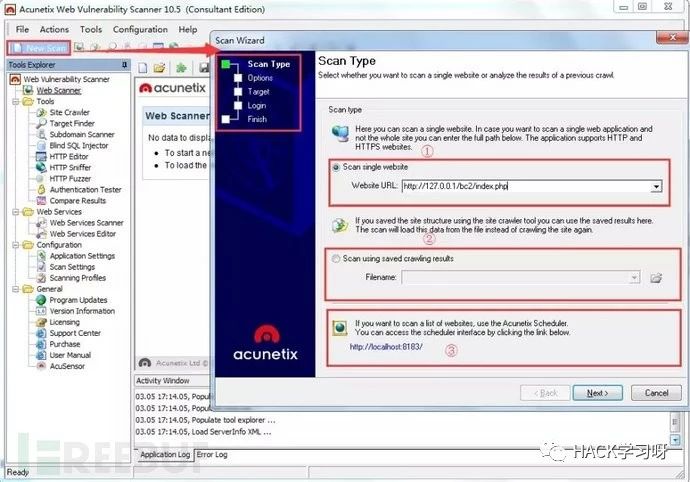 Acunetix Web Vulnerability Scanner 10.5 (Consultant Edition)
File Actions Tools Configuration Help
New Scan
Tools Explorer
Web Vulnerability Scanner
Web Scanner
Tools
Site Crawler
Target Finder
Subdomain Scanner
Blind SQL Injector
HTTP Editor
HTTP Sniffer
HTTP Fuzzer
Authentication Tester
Compare Results
Web Services
Web Services Scanner
Web Services Editor
Configuration
Application Settings
Scan Settings
Scanning Profiles
General
Program Updates
Version Information
Licensing
Support Center
Purchase
User Manual
AcuSensor
acunetix
Web Scanner
No data to displa
To start a ne
To load the
Acunetix Ltd
Activity Window
03.05 17:14.05, Popula
03.05 17:14.05, Populate
03.05 17:14.05, Populate tool explorer ...
03.05 17:14.05, Load ServerInfo XML ...
Application Log Error Log
Ready
Scan Wizard
Scan Type
Options
Target
Login
Finish
acunetix
Scan Type
Select whether you want to scan a single website or analyze the results of a previous crawl.
Scan type
Here you can scan a single website. In case you want to scan a single web application and
not the whole site you can enter the full path below. The application supports HTTP and
HTTPS websites.
①
Scan single website
Website URL: http://127.0.0.1/bc2/index.php
If you saved the site structure using the site crawler tool you can use the saved results here.
The scan will load this data from the file instead of crawling the site again.
②
Scan using saved crawling results
Filename:
If you want to scan a list of websites, use the Acunetix Scheduler.
You can access the scheduler interface by clicking the link below.
http://localhost:8183/
③
< Back Next > Cancel
FREEBUF
HACK学习呀